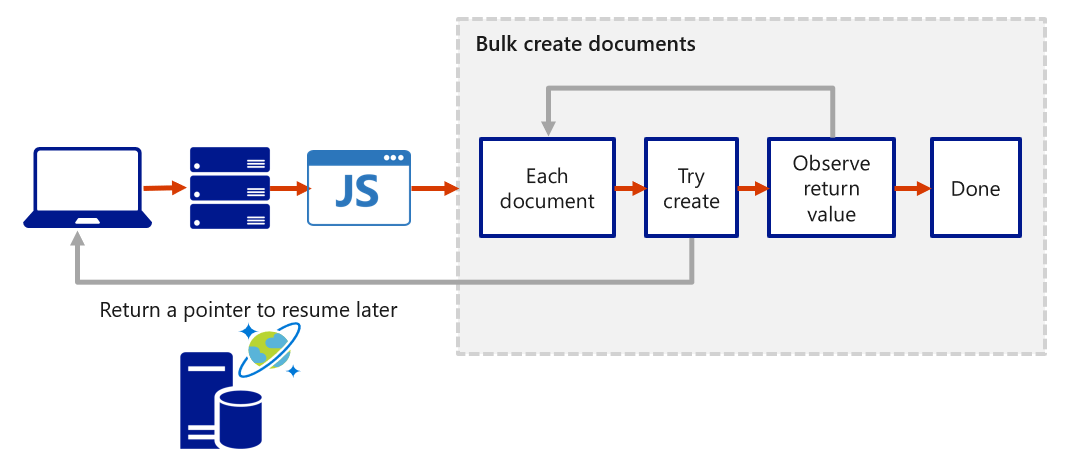 Bulk create documents
JS
Each
document
Try
create
Observe
return
value
Done
Return a pointer to resume later